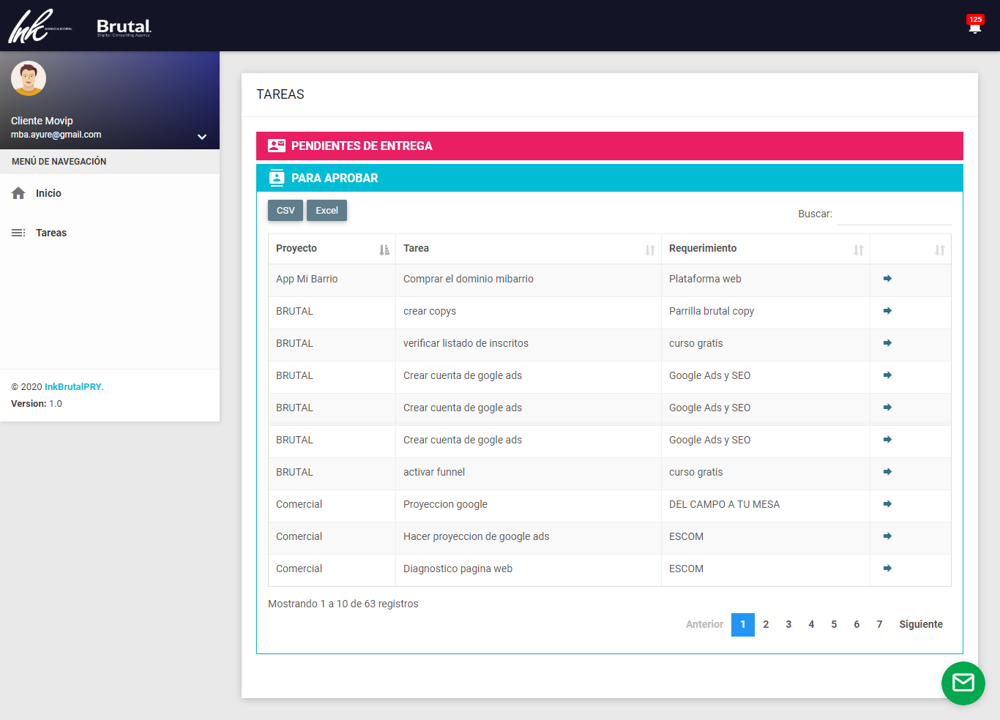 Ink AGENCIA DIGITAL
Brutal.
Digital Consulting Agency
125
Cliente Movip
mba.ayure@gmail.com
MENÚ DE NAVEGACIÓN
Inicio
Tareas
© 2020 InkBrutalPRY.
Version: 1.0
TAREAS
PENDIENTES DE ENTREGA
PARA APROBAR
CSV Excel
Buscar:
Proyecto Tarea Requerimiento
App Mi Barrio Comprar el dominio mibarrio Plataforma web
BRUTAL crear copys Parrilla brutal copy
BRUTAL verificar listado de inscritos curso gratis
BRUTAL Crear cuenta de gogle ads Google Ads y SEO
BRUTAL Crear cuenta de gogle ads Google Ads y SEO
BRUTAL Crear cuenta de gogle ads Google Ads y SEO
BRUTAL activar funnel curso gratis
Comercial Proyeccion google DEL CAMPO A TU MESA
Comercial Hacer proyeccion de google ads ESCOM
Comercial Diagnostico pagina web ESCOM
Mostrando 1 a 10 de 63 registros
Anterior 1 2 3 4 5 6 7 Siguiente